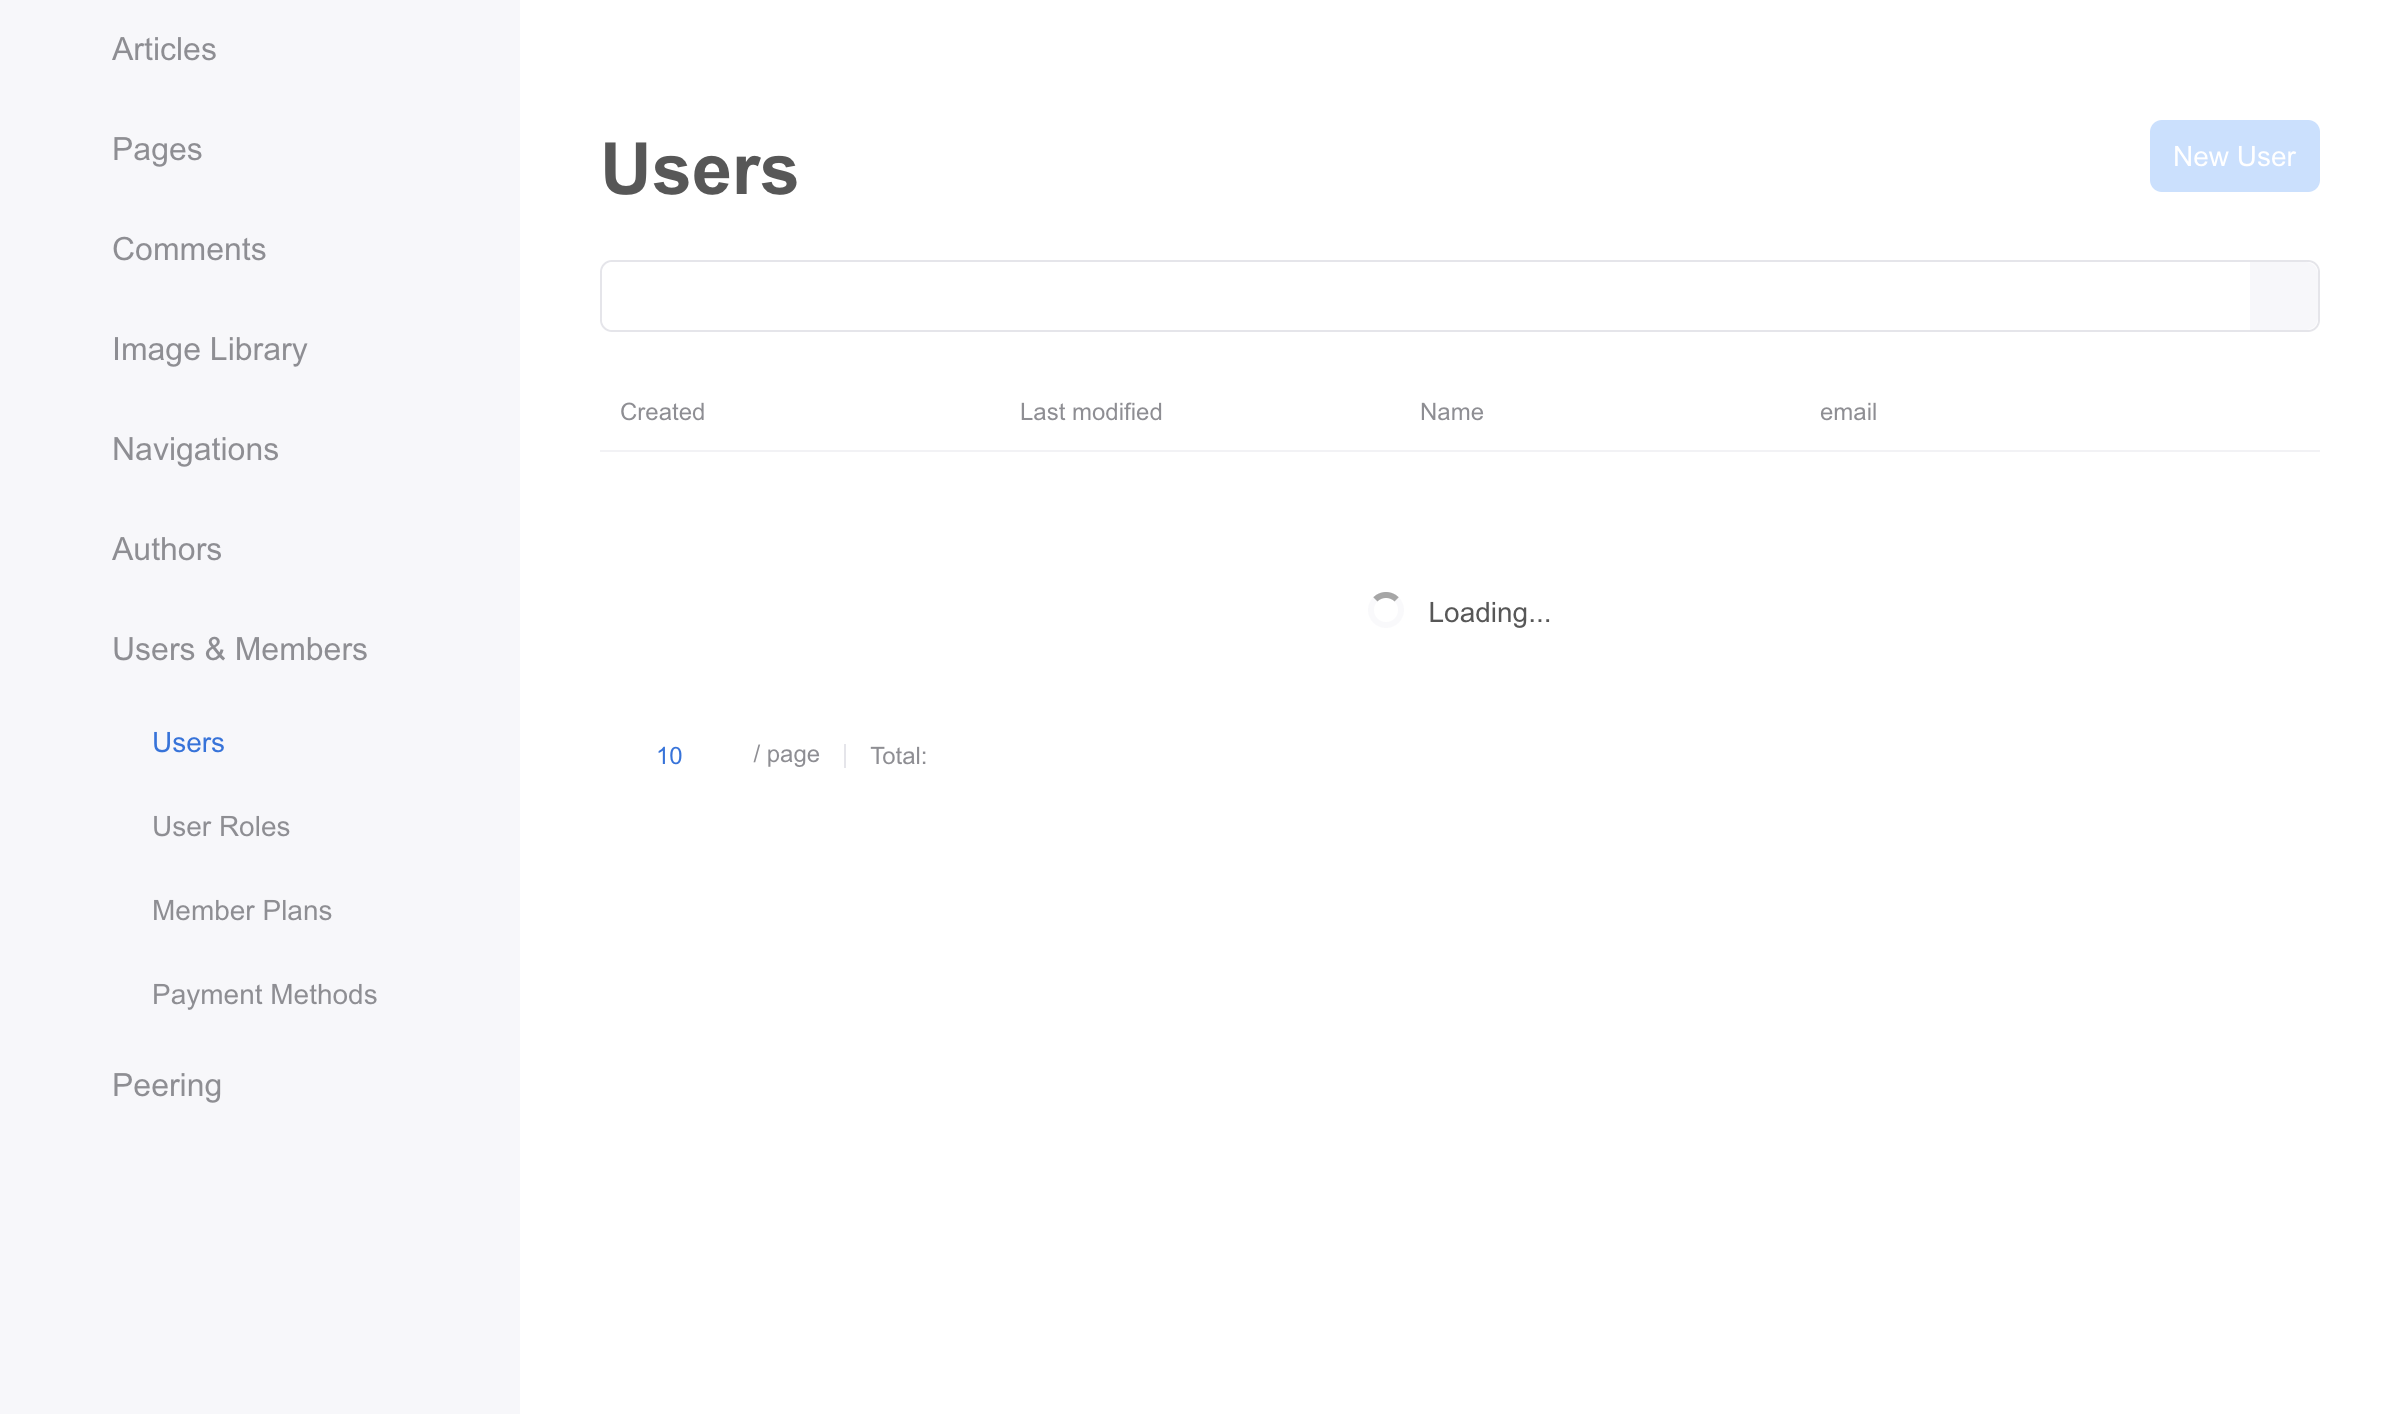 Articles
Pages
Comments
Image Library
Navigations
Authors
Users & Members
Users
User Roles
Member Plans
Payment Methods
Peering
Users
New User
Created Last modified Name email
Loading...
10 / page Total: